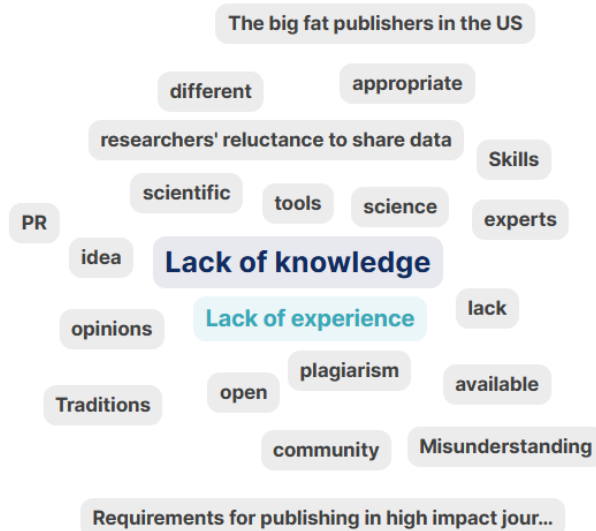 The big fat publishers in the US
different
appropriate
researchers' reluctance to share data
Skills
scientific
tools
science
experts
PR
idea
Lack of knowledge
Lack of experience
lack
opinions
plagiarism
available
open
Traditions
community
Misunderstanding
Requirements for publishing in high impact jour...